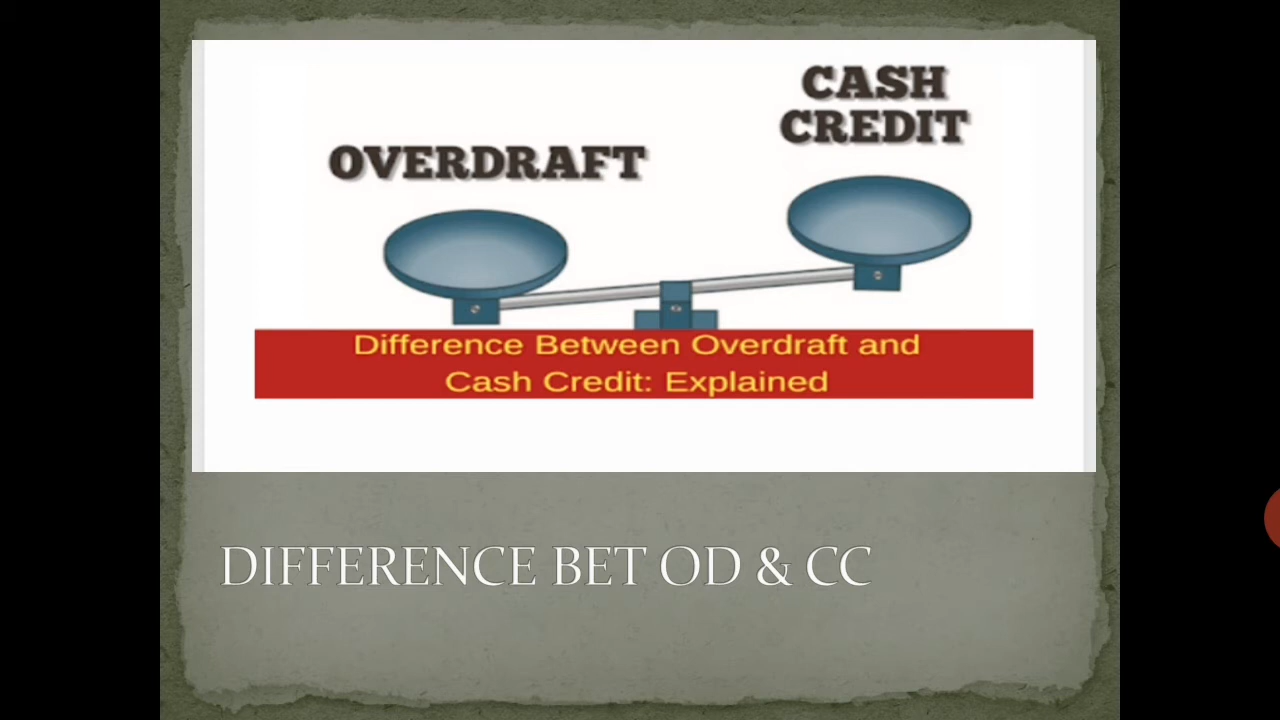 OVERDRAFT
CASH
CREDIT
Difference Between Overdraft and
Cash Credit: Explained
DIFFERENCE BET OD & CC